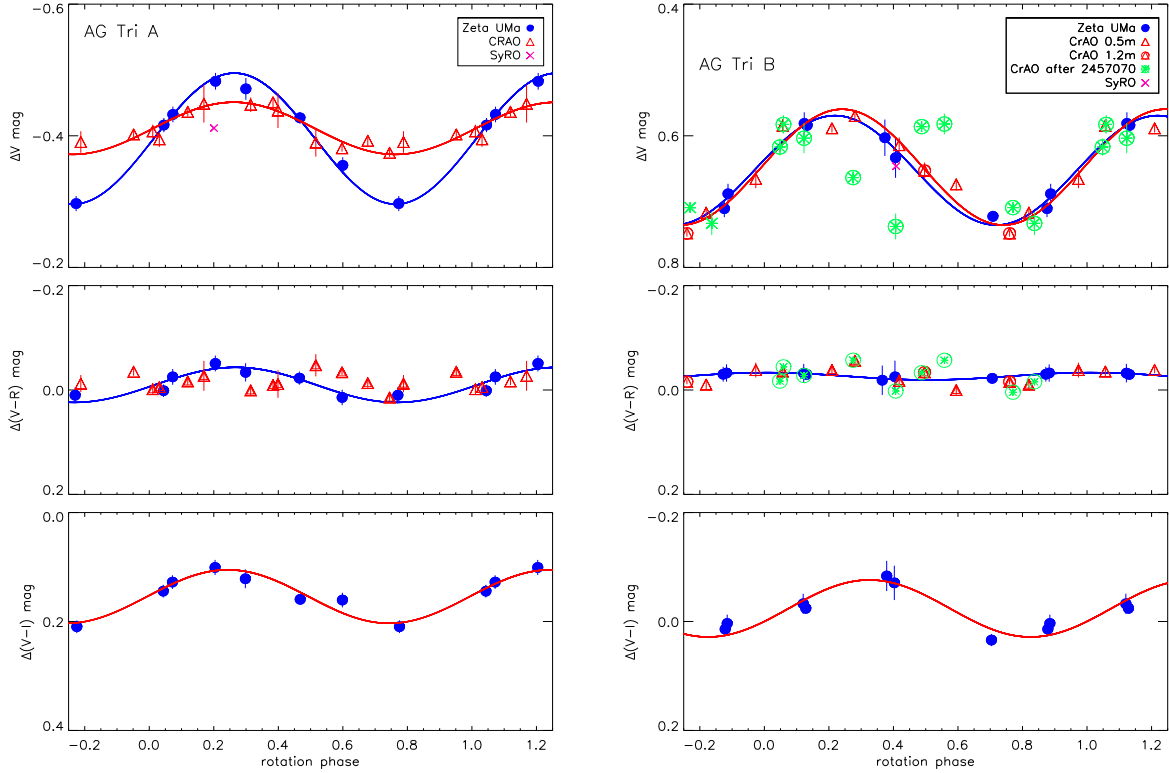 AG Tri A
Zeta UMa
CRAO
SyRO
−0.6
−0.4
−0.2
ΔV mag
−0.2
0.0
0.2
Δ(V−R) mag
0.0
0.2
0.4
Δ(V−I) mag
−0.2 0.0 0.2 0.4 0.6 0.8 1.0 1.2
rotation phase
AG Tri B
Zeta UMa
CrAO 0.5m
CrAO 1.2m
CrAO after 2457070
SyRO
0.6
0.8
ΔV mag
−0.2
0.0
0.2
Δ(V−R) mag
−0.2
0.0
0.2
Δ(V−I) mag
−0.2 0.0 0.2 0.4 0.6 0.8 1.0 1.2
rotation phase